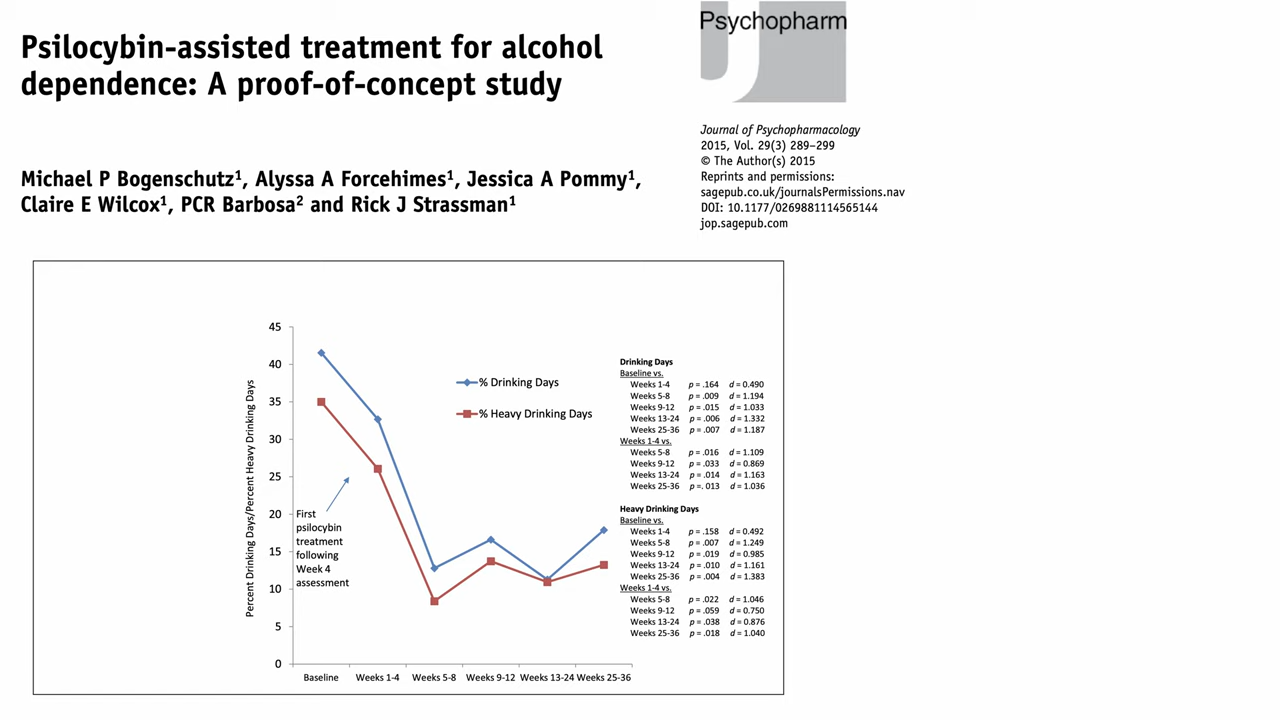 Psilocybin-assisted treatment for alcohol
dependence: A proof-of-concept study
Psychopharm
Journal of Psychopharmacology
2015, Vol. 29(3) 289–299
© The Author(s) 2015
Reprints and permissions:
sagepub.co.uk/journalsPermissions.nav
DOI: 10.1177/0269881114565144
jop.sagepub.com
Michael P Bogenschutz1, Alyssa A Forcehimes1, Jessica A Pommy1,
Claire E Wilcox1, PCR Barbosa2 and Rick J Strassman1
Percent Drinking Days/Percent Heavy Drinking Days
45
40
35
30
25
20
15
10
5
0
% Drinking Days
% Heavy Drinking Days
First
psilocybin
treatment
following
Week 4
assessment
Baseline Weeks 1-4 Weeks 5-8 Weeks 9-12 Weeks 13-24 Weeks 25-36
Drinking Days
Baseline vs.
Weeks 1-4 p = .164 d = 0.490
Weeks 5-8 p = .009 d = 1.194
Weeks 9-12 p = .015 d = 1.033
Weeks 13-24 p = .006 d = 1.332
Weeks 25-36 p = .007 d = 1.187
Weeks 1-4 vs.
Weeks 5-8 p = .016 d = 1.109
Weeks 9-12 p = .033 d = 0.869
Weeks 13-24 p = .014 d = 1.163
Weeks 25-36 p =. 013 d = 1.036
Heavy Drinking Days
Baseline vs.
Weeks 1-4 p = .158 d = 0.492
Weeks 5-8 p = .007 d = 1.249
Weeks 9-12 p = .019 d = 0.985
Weeks 13-24 p = .010 d = 1.161
Weeks 25-36 p = .004 d = 1.383
Weeks 1-4 vs.
Weeks 5-8 p = .022 d = 1.046
Weeks 9-12 p = .059 d = 0.750
Weeks 13-24 p = .038 d = 0.876
Weeks 25-36 p = .018 d = 1.040